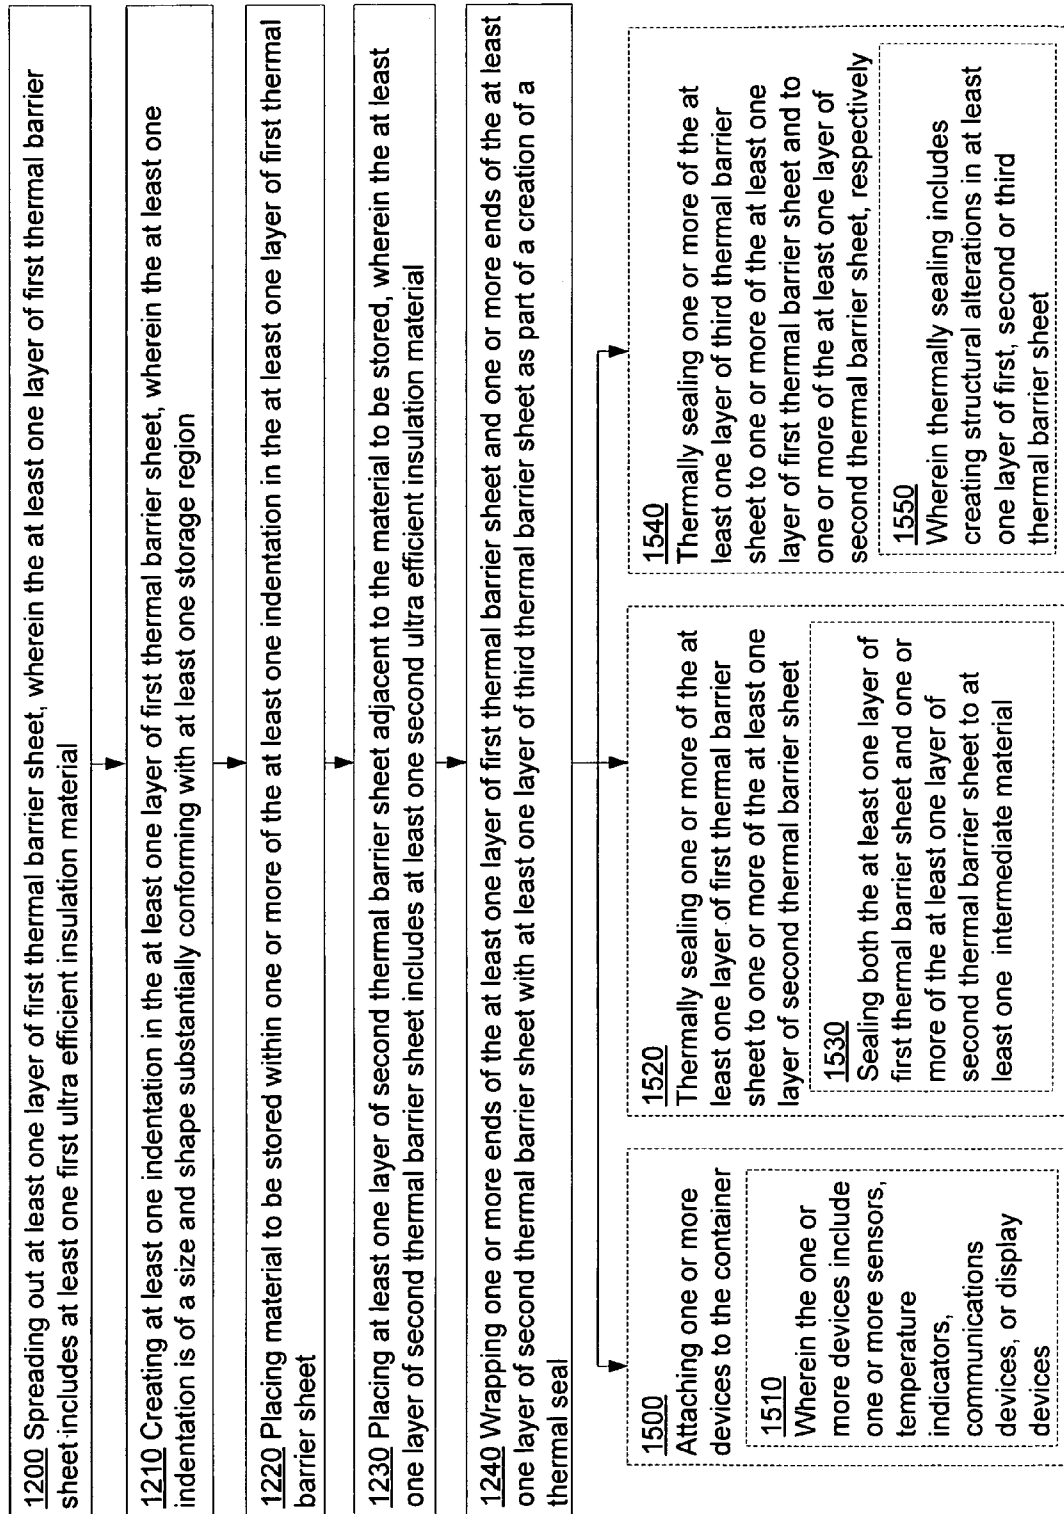 1200 Spreading out at least one layer of first thermal barrier sheet, wherein the at least one layer of first thermal barrier
sheet includes at least one first ultra efficient insulation material
1210 Creating at least one indentation in the at least one layer of first thermal barrier sheet, wherein the at least one
indentation is of a size and shape substantially conforming with at least one storage region
1220 Placing material to be stored within one or more of the at least one indentation in the at least one layer of first thermal
barrier sheet
1230 Placing at least one layer of second thermal barrier sheet adjacent to the material to be stored, wherein the at least
one layer of second thermal barrier sheet includes at least one second ultra efficient insulation material
1240 Wrapping one or more ends of the at least one layer of first thermal barrier sheet and one or more ends of the at least
one layer of second thermal barrier sheet with at least one layer of third thermal barrier sheet as part of a creation of a
thermal seal
1500
Attaching one or more
devices to the container
1510
Wherein the one or
more devices include
one or more sensors,
temperature
indicators,
communications
devices, or display
devices
1520
Thermally sealing one or more of the at
least one layer of first thermal barrier
sheet to one or more of the at least one
layer of second thermal barrier sheet
1530
Sealing both the at least one layer of
first thermal barrier sheet and one or
more of the at least one layer of
second thermal barrier sheet to at
least one intermediate material
1540
Thermally sealing one or more of the at
least one layer of third thermal barrier
sheet to one or more of the at least one
layer of first thermal barrier sheet and to
one or more of the at least one layer of
second thermal barrier sheet, respectively
1550
Wherein thermally sealing includes
creating structural alterations in at least
one layer of first, second or third
thermal barrier sheet